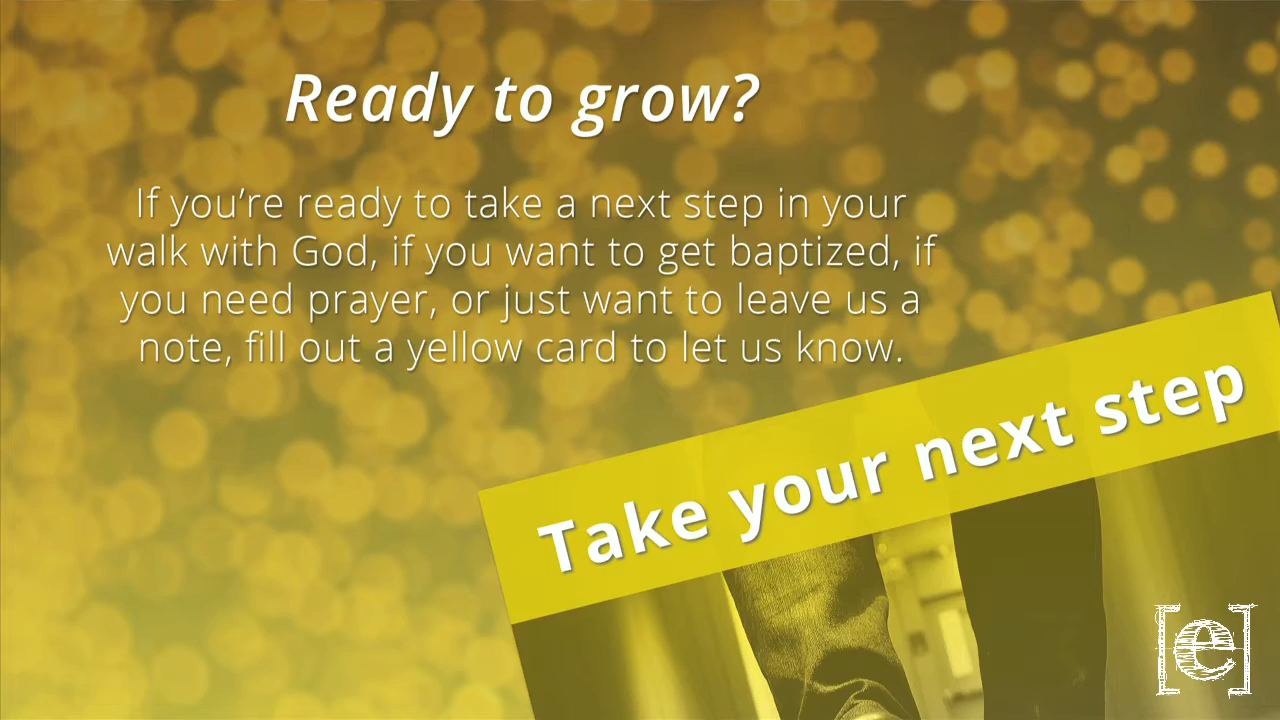 Ready to grow?
If you’re ready to take a next step in your
walk with God, if you want to get baptized, if
you need prayer, or just want to leave us a
note, fill out a yellow card to let us know.
Take your next step
[e]